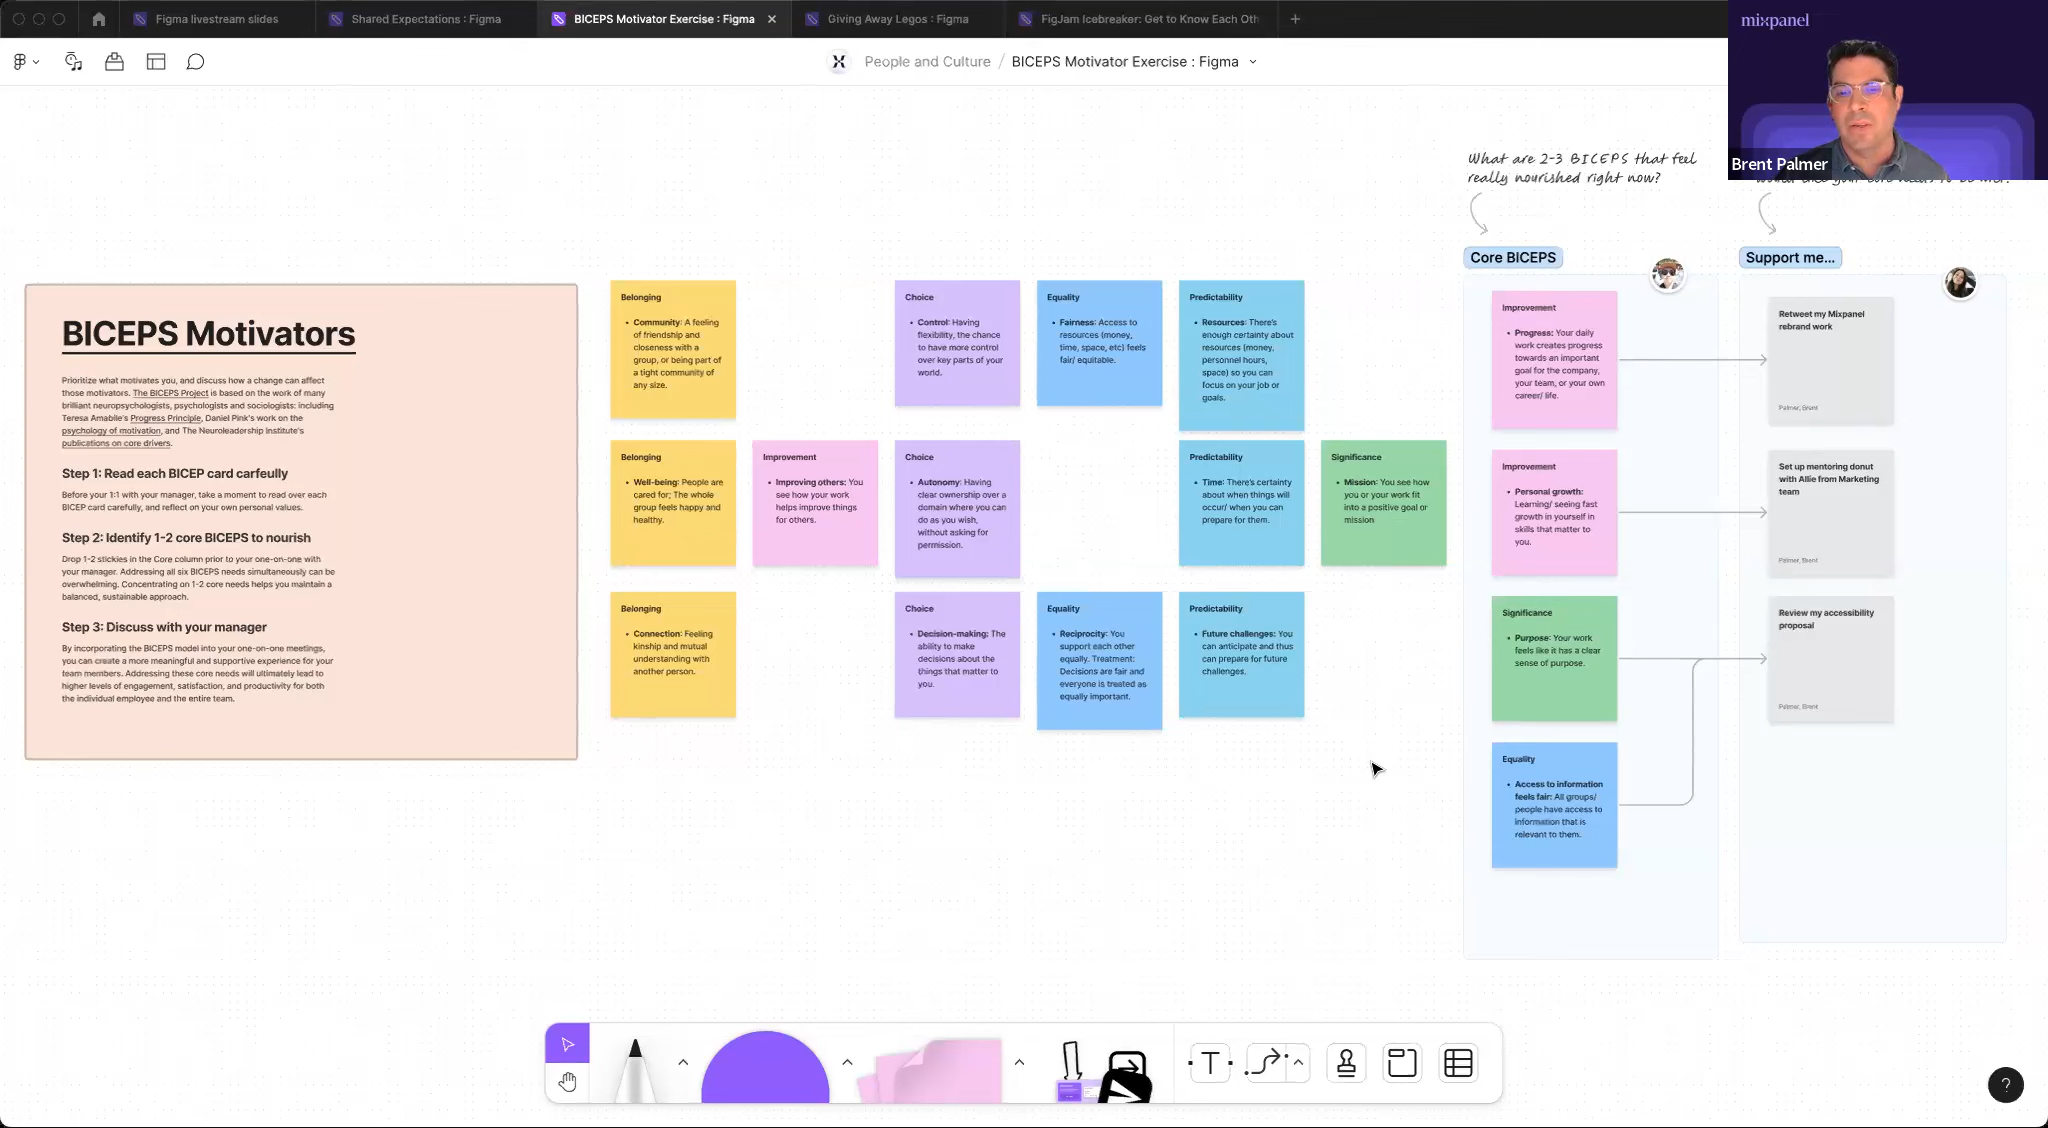 Figma livestream slides
Shared Expectations : Figma
BICEPS Motivator Exercise : Figma
Giving Away Legos : Figma
FigJam Icebreaker: Get to Know Each Oth
mixpanel
Brent Palmer
People and Culture / BICEPS Motivator Exercise : Figma
BICEPS Motivators
Prioritize what motivates you, and discuss how a change can affect
those motivators. The BICEPS Project is based on the work of many
brilliant neuropsychologists, psychologists and sociologists: including
Teresa Amabile's Progress Principle, Daniel Pink's work on the
psychology of motivation, and The Neuroleadership Institute's
publications on core drivers.
Step 1: Read each BICEP card carfeully
Before your 1:1 with your manager, take a moment to read over each
BICEP card carefully, and reflect on your own personal values.
Step 2: Identify 1-2 core BICEPS to nourish
Drop 1-2 stickies in the Core column prior to your one-on-one with
your manager. Addressing all six BICEPS needs simultaneously can be
overwhelming. Concentrating on 1-2 core needs helps you maintain a
balanced, sustainable approach.
Step 3: Discuss with your manager
By incorporating the BICEPS model into your one-on-one meetings,
you can create a more meaningful and supportive experience for your
team members. Addressing these core needs will ultimately lead to
higher levels of engagement, satisfaction, and productivity for both
the individual employee and the entire team.
Belonging
• Community: A feeling
of friendship and
closeness with a
group, or being part of
a tight community of
any size.
Choice
• Control: Having
flexibility, the chance
to have more control
over key parts of your
world.
Equality
• Fairness: Access to
resources (money,
time, space, etc) feels
fair/ equitable.
Predictability
• Resources: There's
enough certainty about
resources (money,
personnel hours,
space) so you can
focus on your job or
goals.
Belonging
• Well-being: People are
cared for; The whole
group feels happy and
healthy.
Improvement
• Improving others: You
see how your work
helps improve things
for others.
Choice
• Autonomy: Having
clear ownership over a
domain where you can
do as you wish,
without asking for
permission.
Predictability
• Time: There's certainty
about when things will
occur/ when you can
prepare for them.
Significance
• Mission: You see how
you or your work fit
into a positive goal or
mission
Belonging
• Connection: Feeling
kinship and mutual
understanding with
another person.
Choice
• Decision-making: The
ability to make
decisions about the
things that matter to
you.
Equality
• Reciprocity: You
support each other
equally. Treatment:
Decisions are fair and
everyone is treated as
equally important.
Predictability
• Future challenges: You
can anticipate and thus
can prepare for future
challenges.
What are 2-3 BICEPS that feel
really nourished right now?
Core BICEPS
Improvement
• Progress: Your daily
work creates progress
towards an important
goal for the company,
your team, or your own
career/ life.
Improvement
• Personal growth:
Learning/ seeing fast
growth in yourself in
skills that matter to
you.
Significance
• Purpose: Your work
feels like it has a clear
sense of purpose.
Equality
• Access to information
feels fair: All groups/
people have access to
information that is
relevant to them.
Support me...
Retweet my Mixpanel
rebrand work
Palmer, Brent
Set up mentoring donut
with Allie from Marketing
team
Palmer, Brent
Review my accessibility
proposal
Palmer, Brent
T
?